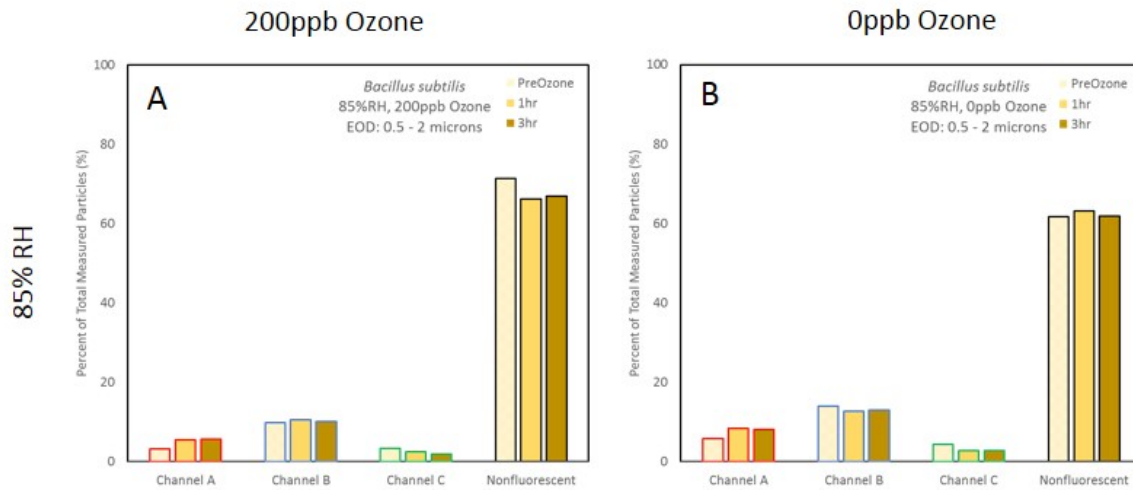 200ppb Ozone
0ppb Ozone
85% RH
A
Bacillus subtilis
85%RH, 200ppb Ozone
EOD: 0.5 - 2 microns
PreOzone
1hr
3hr
Percent of Total Measured Particles (%)
100
80
60
40
20
0
Channel A
Channel B
Channel C
Nonfluorescent
B
Bacillus subtilis
85%RH, 0ppb Ozone
EOD: 0.5 - 2 microns
PreOzone
1hr
3hr
Percent of Total Measured Particles (%)
100
80
60
40
20
0
Channel A
Channel B
Channel C
Nonfluorescent